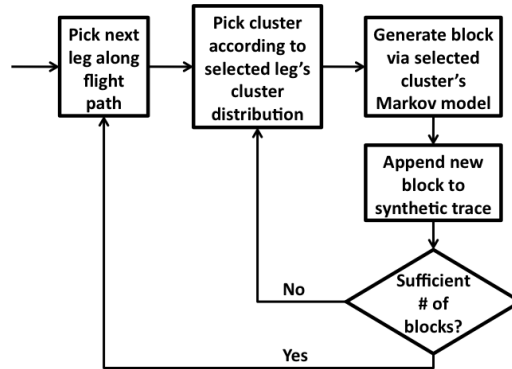 Pick next
leg along
flight
path
Pick cluster
according to
selected leg's
cluster
distribution
Generate block
via selected
cluster's
Markov model
Append new
block to
synthetic trace
Sufficient
# of
blocks?
No
Yes